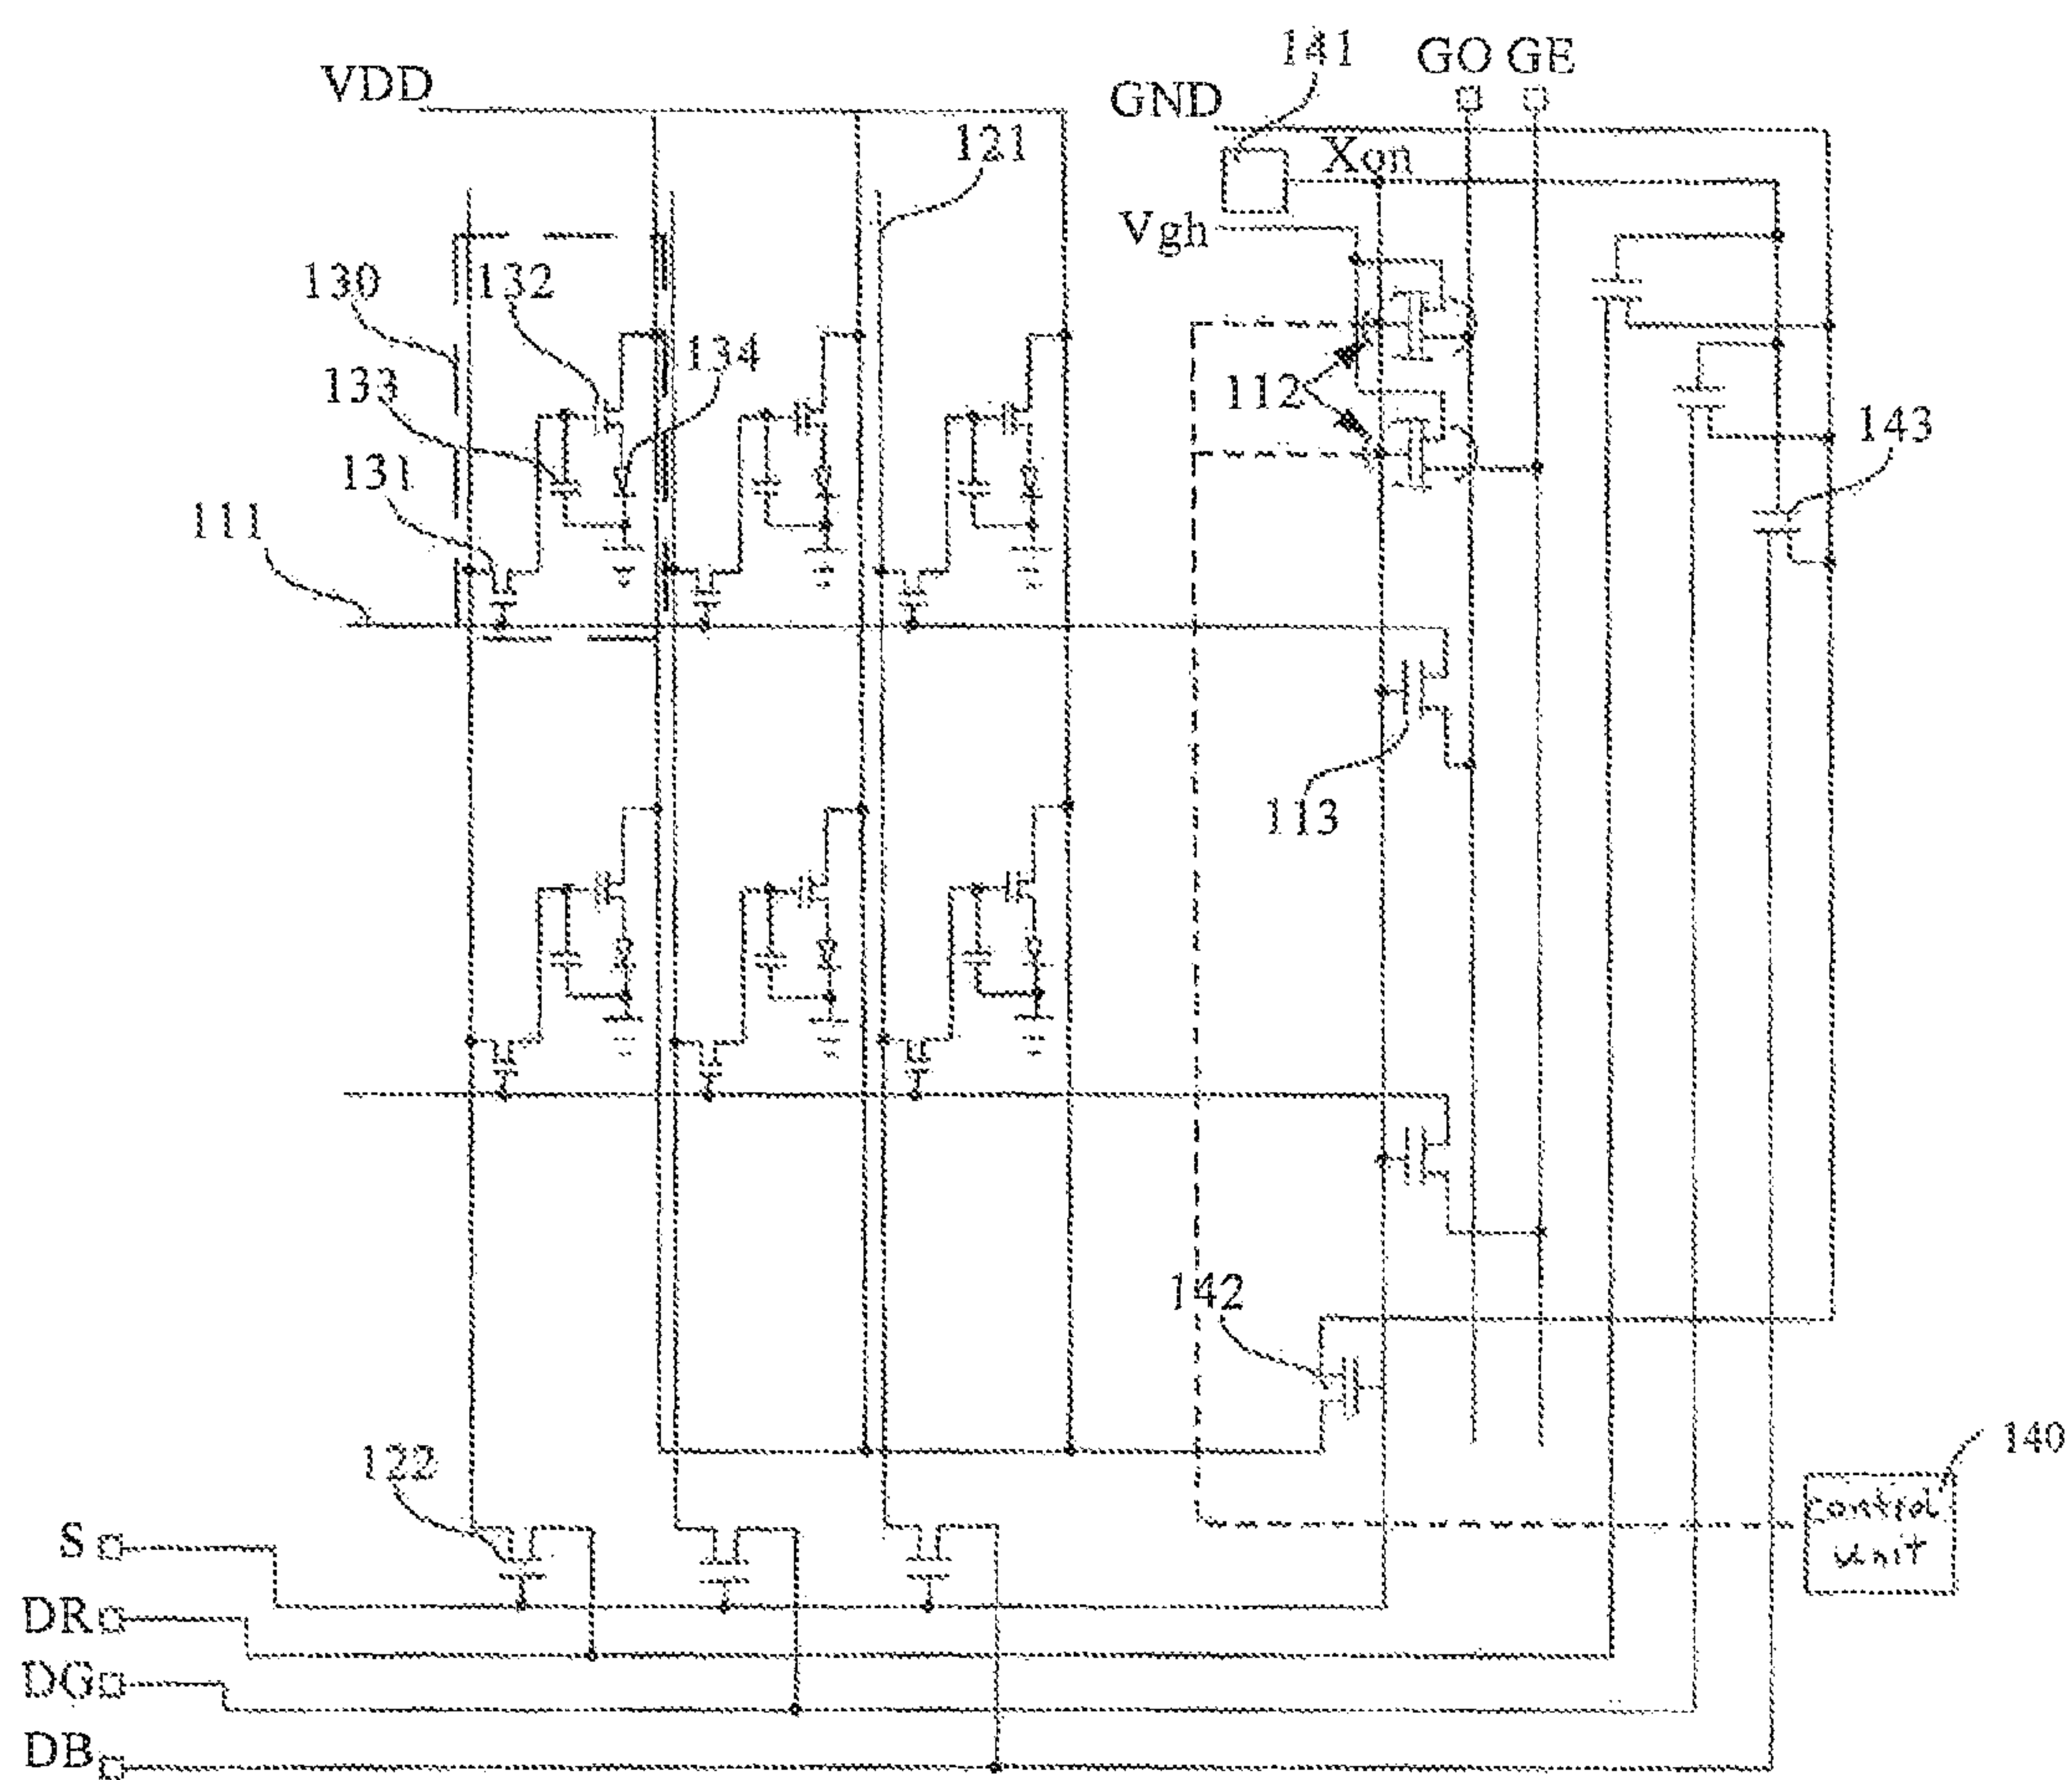 141
GO GE
VDD
GND
121
Xon
Vgh
130
132
133
134
112
131
143
111
113
142
122
140
S
control
unit
DR
DG
DB